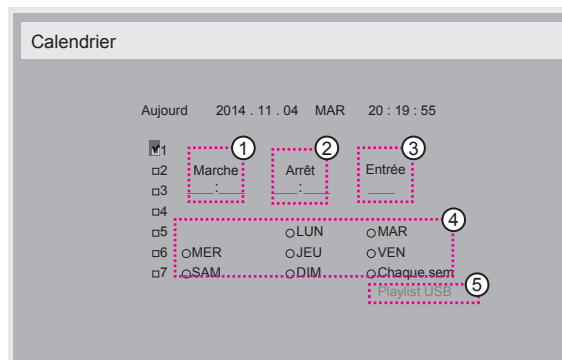 Calendrier
Aujourd 2014 . 11 . 04 MAR 20 : 19 : 55
1
2 Marche Arrêt Entrée
3 __:__ __:__ __
4
5 LUN MAR
6 MER JEU VEN
7 SAM DIM Chaque sem
Playlist USB
1 2 3
4
5